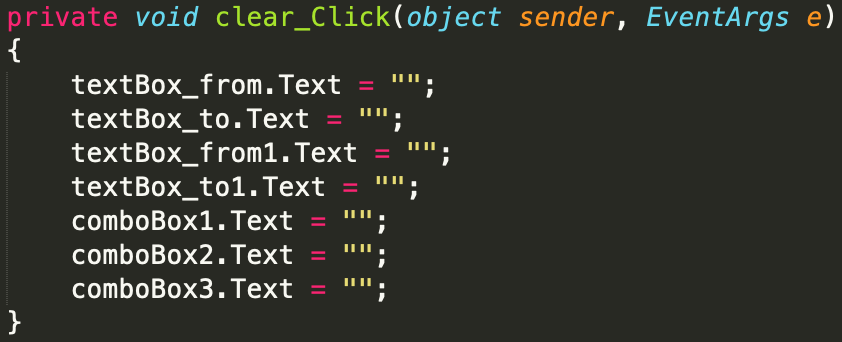 private void clear_Click(object sender, EventArgs e)
{
    textBox_from.Text = "";
    textBox_to.Text = "";
    textBox_from1.Text = "";
    textBox_to1.Text = "";
    comboBox1.Text = "";
    comboBox2.Text = "";
    comboBox3.Text = "";
}